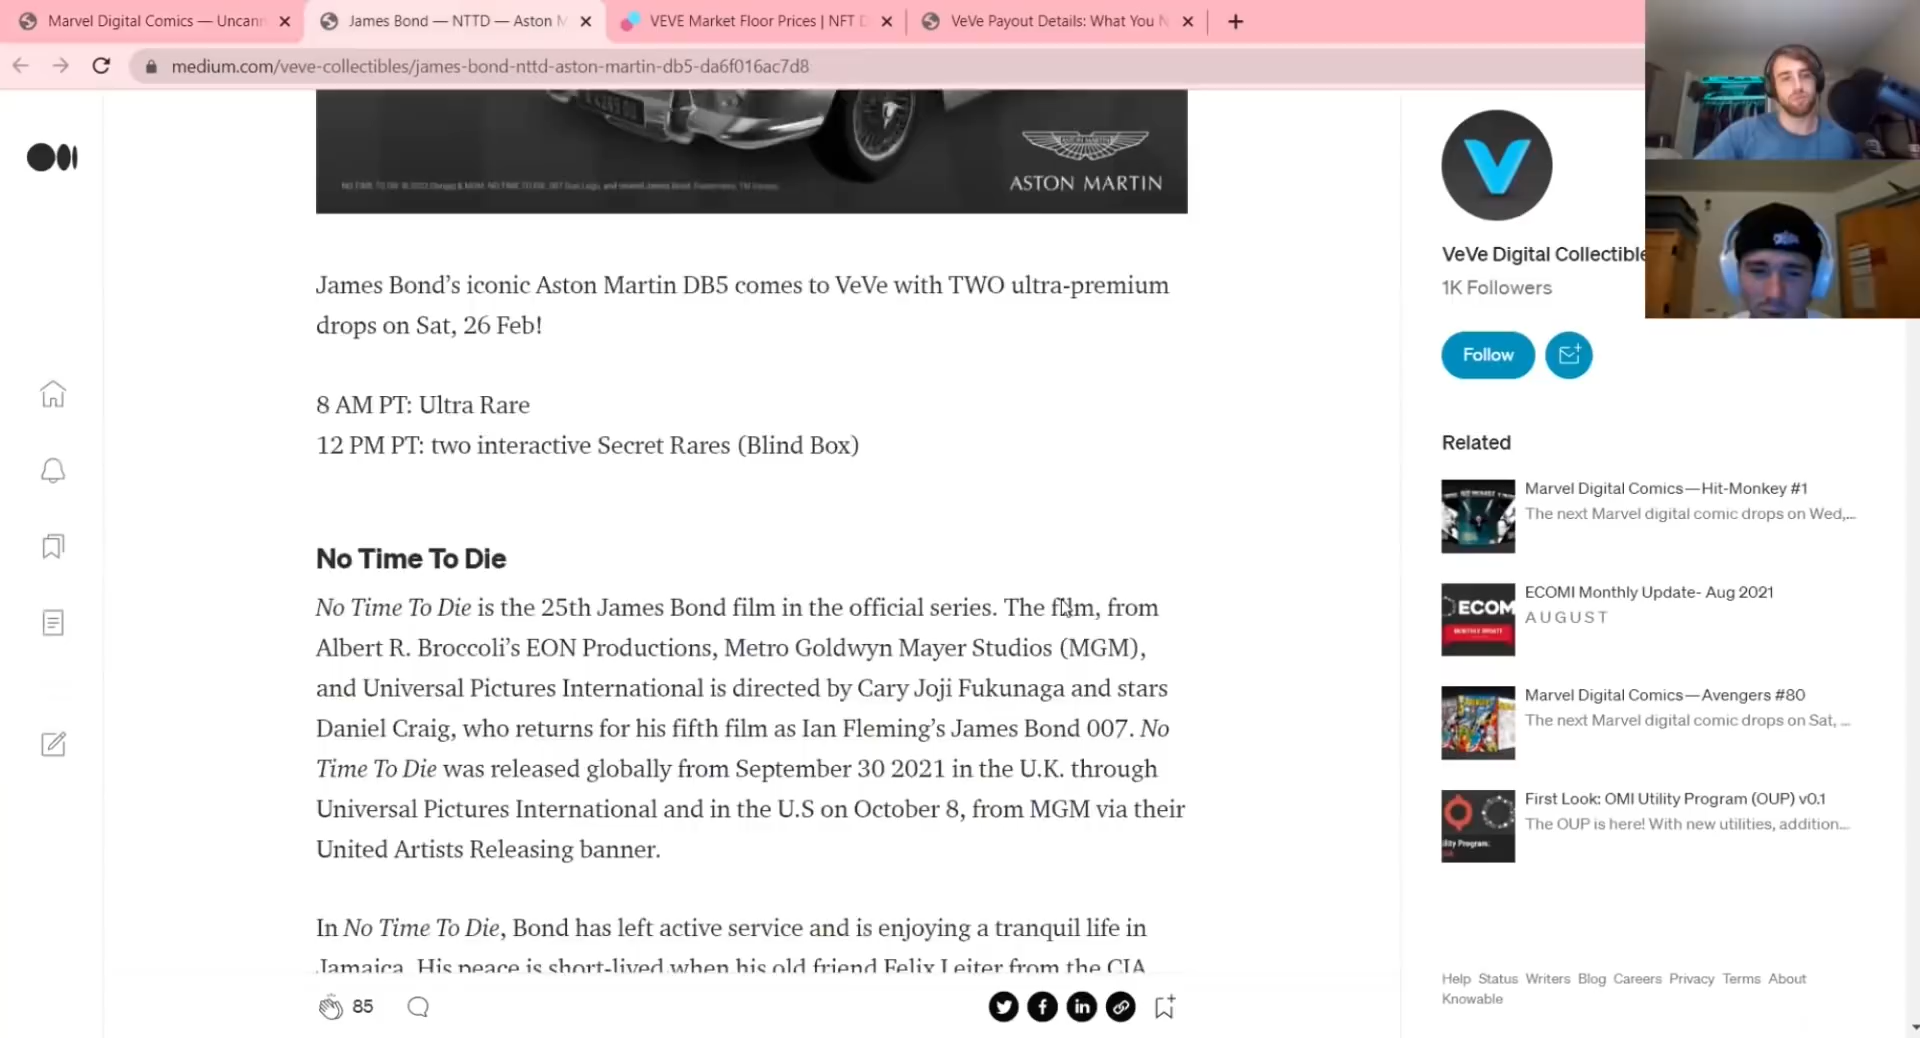 Marvel Digital Comics — Uncann
James Bond — NTTD — Aston M
VEVE Market Floor Prices | NFT D
VeVe Payout Details: What You N
medium.com/veve-collectibles/james-bond-nttd-aston-martin-db5-da6f016ac7d8
ASTON MARTIN
James Bond’s iconic Aston Martin DB5 comes to VeVe with TWO ultra-premium
drops on Sat, 26 Feb!
8 AM PT: Ultra Rare
12 PM PT: two interactive Secret Rares (Blind Box)
No Time To Die
No Time To Die is the 25th James Bond film in the official series. The film, from
Albert R. Broccoli’s EON Productions, Metro Goldwyn Mayer Studios (MGM),
and Universal Pictures International is directed by Cary Joji Fukunaga and stars
Daniel Craig, who returns for his fifth film as Ian Fleming’s James Bond 007. No
Time To Die was released globally from September 30 2021 in the U.K. through
Universal Pictures International and in the U.S on October 8, from MGM via their
United Artists Releasing banner.
In No Time To Die, Bond has left active service and is enjoying a tranquil life in
Jamaica. His peace is short-lived when his old friend Felix Leiter from the CIA
85
VeVe Digital Collectible
1K Followers
Follow
Related
Marvel Digital Comics—Hit-Monkey #1
The next Marvel digital comic drops on Wed,...
ECOM
ECOMI Monthly Update- Aug 2021
AUGUST
Marvel Digital Comics—Avengers #80
The next Marvel digital comic drops on Sat, ...
First Look: OMI Utility Program (OUP) v0.1
The OUP is here! With new utilities, addition...
Help Status Writers Blog Careers Privacy Terms About
Knowable